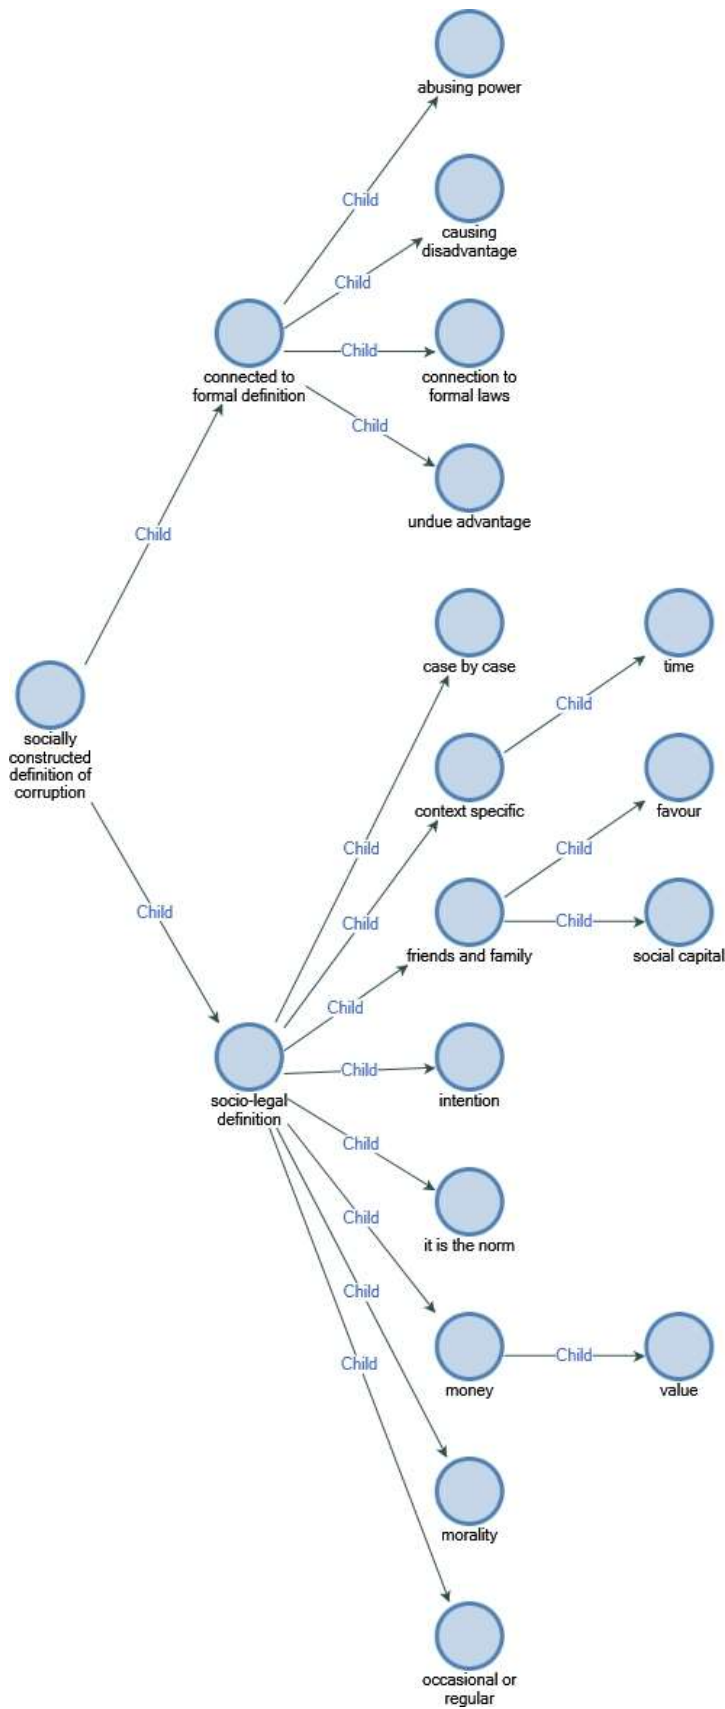 abusing power
Child
causing
disadvantage
Child
connected to
formal definition
Child
connection to
formal laws
Child
undue advantage
Child
case by case
time
Child
socially
constructed
definition of
corruption
context specific
favour
Child
Child
Child
Child
friends and family
Child
social capital
Child
socio-legal
definition
Child
intention
Child
it is the norm
Child
money
Child
value
Child
morality
Child
occasional or
regular